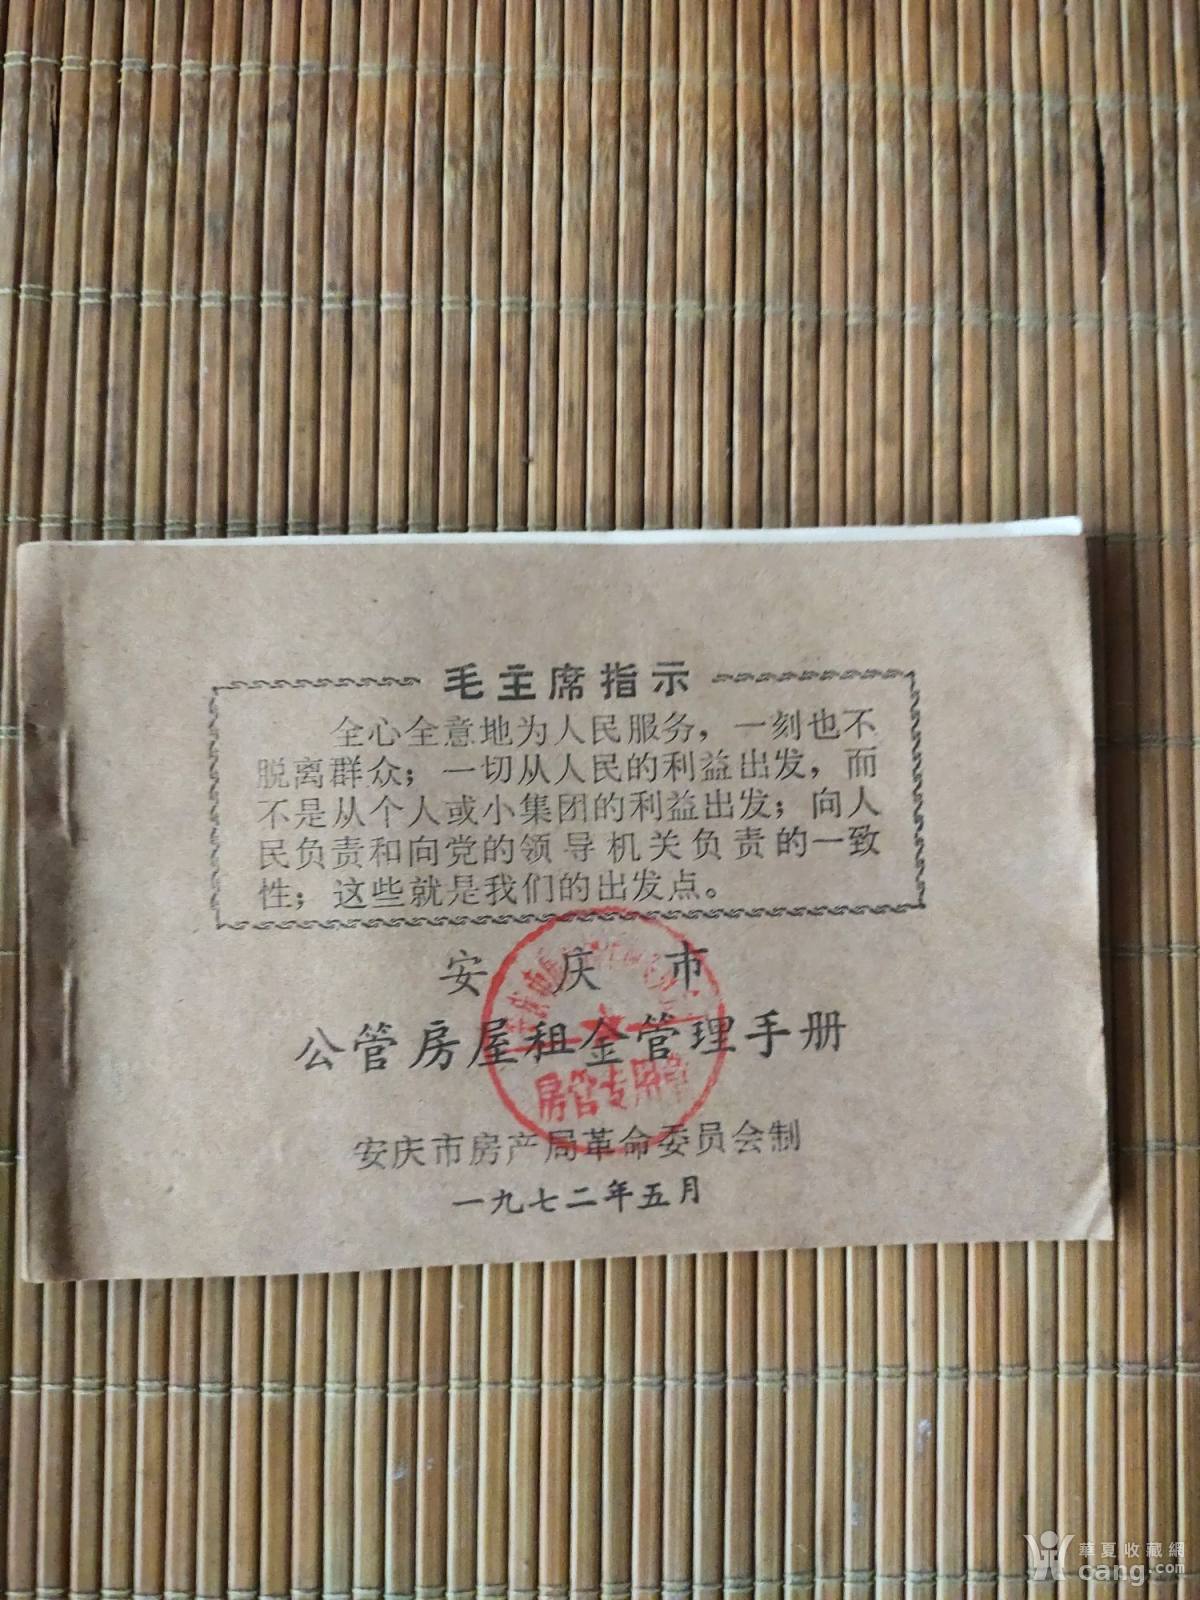 毛主席指示
全心全意地为人民服务，一刻也不
脱离群众；一切从人民的利益出发，而
不是从个人或小集团的利益出发；向人
民负责和向党的领导机关负责的一致
性；这些就是我们的出发点。
安庆市
公管房屋租金管理手册
房管专用章
安庆市房产局革命委员会制
一九七二年五月
華夏收藏網
cang.com